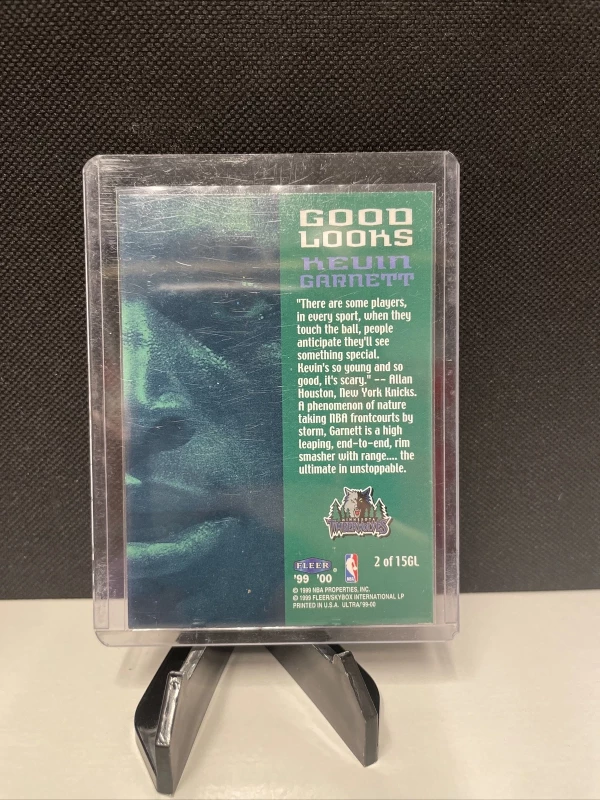 GOOD
LOOKS
KEVIN
GARNETT
"There are some players,
in every sport, when they
touch the ball, people
anticipate they'll see
something special.
Kevin's so young and so
good, it's scary." -- Allan
Houston, New York Knicks.
A phenomenon of nature
taking NBA frontcourts by
storm, Garnett is a high
leaping, end-to-end, rim
smasher with range.... the
ultimate in unstoppable.
MINNESOTA
TIMBERWOLVES
FLEER
'99 '00
2 of 15GL
© 1999 NBA PROPERTIES, INC.
© 1999 FLEER/SKYBOX INTERNATIONAL LP
PRINTED IN U.S.A. ULTRA/'99-00